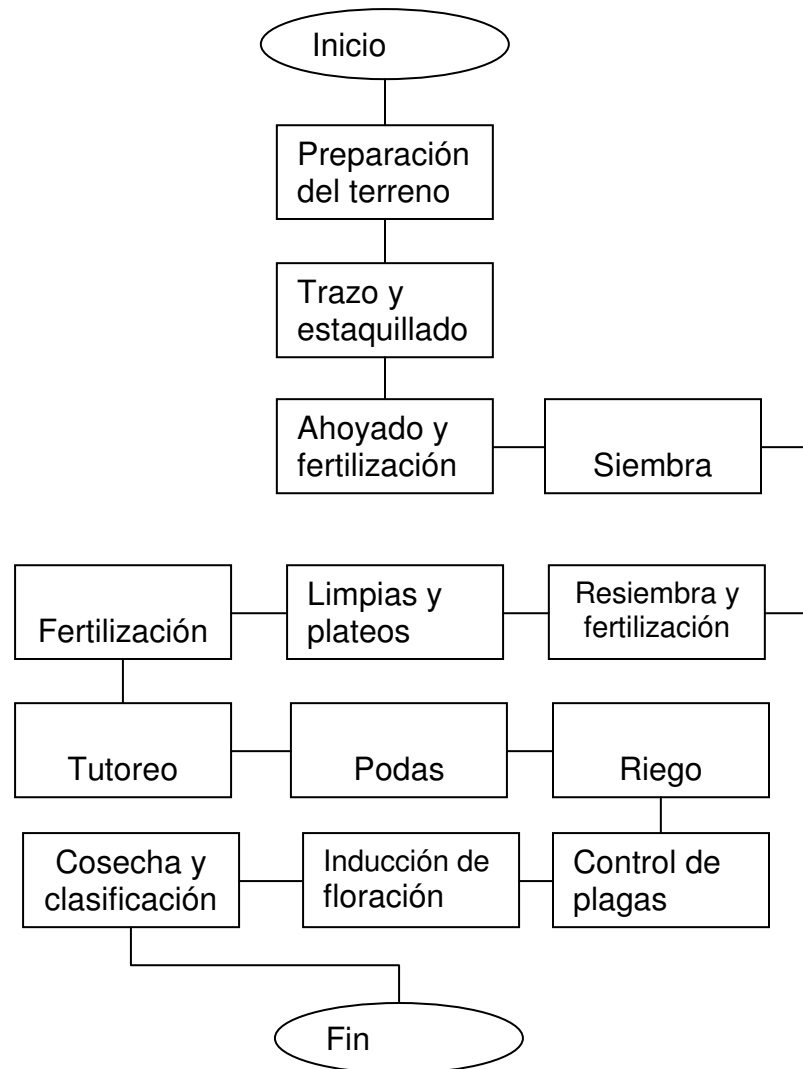 Inicio
Preparación
del terreno
Trazo y
estaquillado
Ahoyado y
fertilización
Siembra
Resiembra y
fertilización
Limpias y
plateos
Fertilización
Tutoreo
Podas
Riego
Control de
plagas
Inducción de
floración
Cosecha y
clasificación
Fin